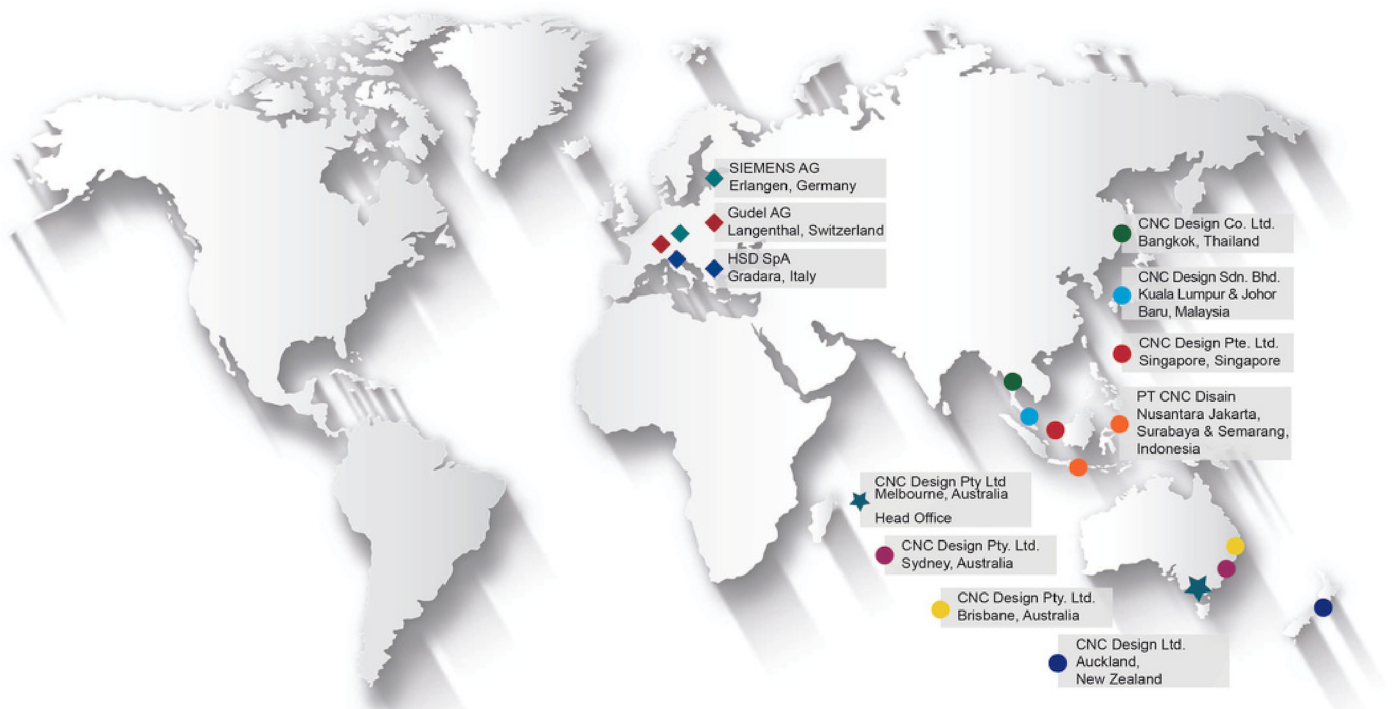 SIEMENS AG
Erlangen, Germany
Gudel AG
Langenthal, Switzerland
HSD SpA
Gradara, Italy
CNC Design Co. Ltd.
Bangkok, Thailand
CNC Design Sdn. Bhd.
Kuala Lumpur & Johor
Baru, Malaysia
CNC Design Pte. Ltd.
Singapore, Singapore
PT CNC Disain
Nusantara Jakarta,
Surabaya & Semarang,
Indonesia
CNC Design Pty Ltd
Melbourne, Australia
Head Office
CNC Design Pty. Ltd.
Sydney, Australia
CNC Design Pty. Ltd.
Brisbane, Australia
CNC Design Ltd.
Auckland,
New Zealand